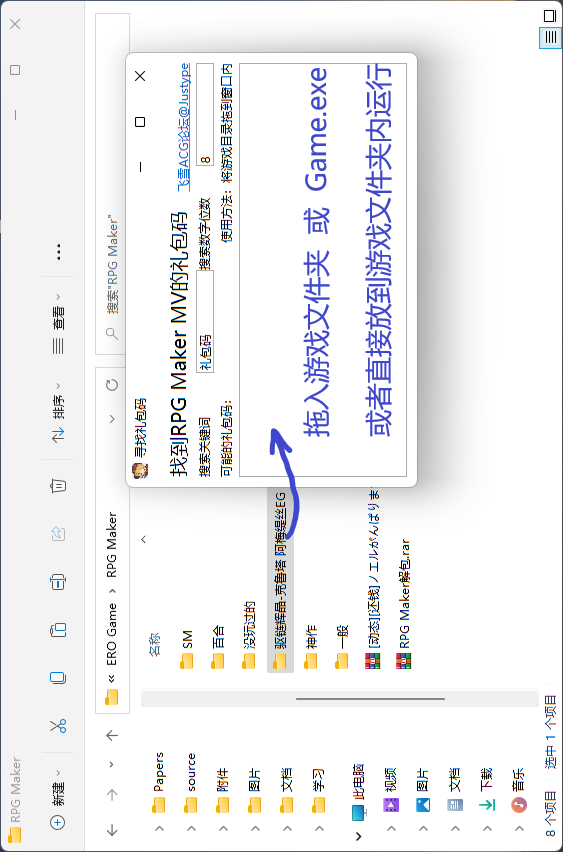 RPG Maker
新建
排序
查看
« ERO Game › RPG Maker
搜索"RPG Maker"
Papers
source
附件
图片
文档
学习
此电脑
视频
图片
文档
下载
音乐
名称
SM
百合
没玩过的
驱链辉晶-克鲁塔 阿梅缇丝EG
神作
一般
[动态][还钱]ノエルがんばりま
RPG Maker解包.rar
8 个项目 选中 1 个项目
寻找礼包码
找到RPG Maker MV的礼包码
飞雪ACG论坛@Justype
搜索关键词 礼包码 搜索数字位数 8
可能的礼包码： 使用方法：将游戏目录拖到窗口内
拖入游戏文件夹 或 Game.exe
或者直接放到游戏文件夹内运行